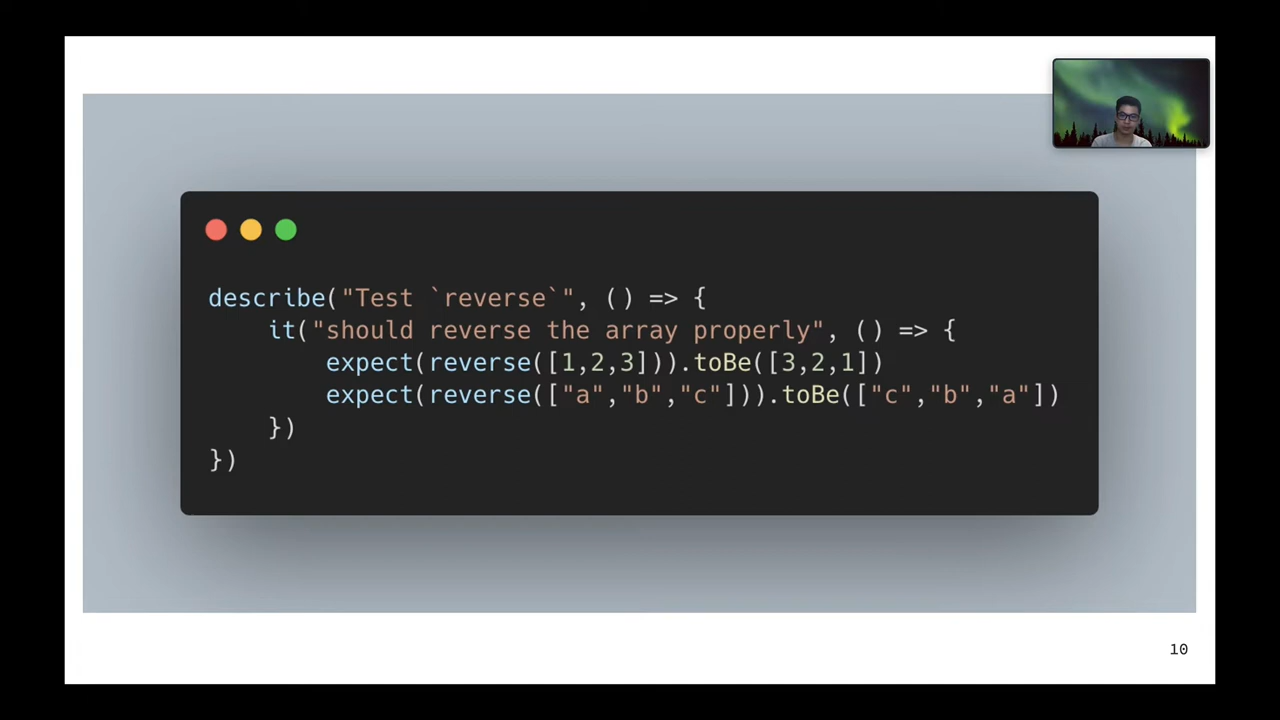 describe("Test `reverse`", () => {
    it("should reverse the array properly", () => {
        expect(reverse([1,2,3])).toBe([3,2,1])
        expect(reverse(["a","b","c"])).toBe(["c","b","a"])
    })
})
10